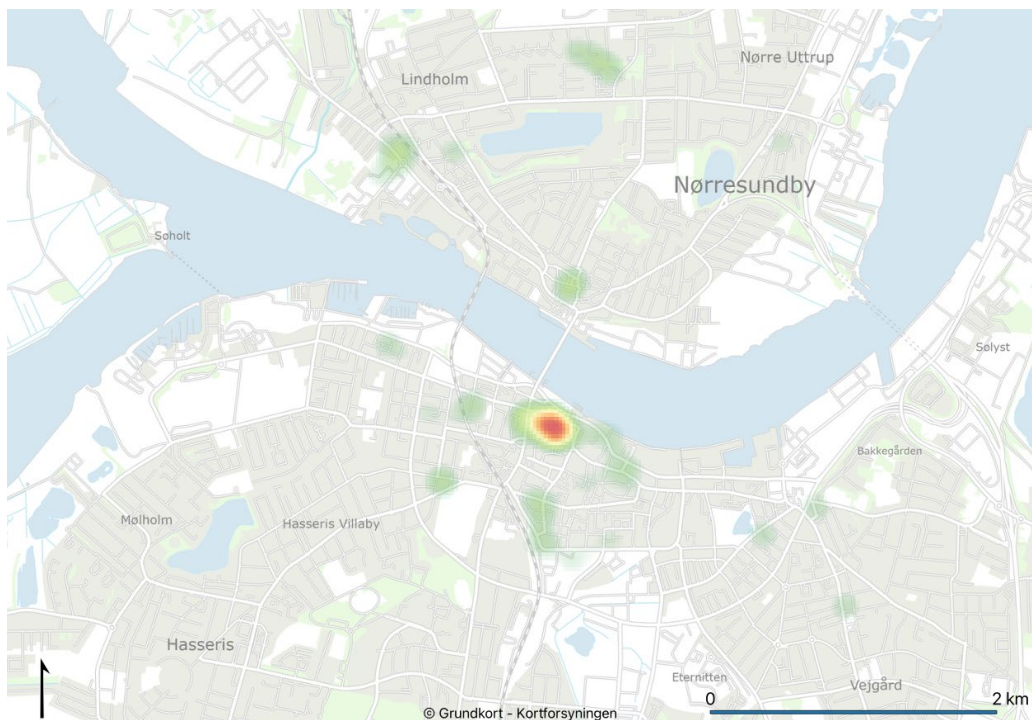 Nørre Uttrup
Lindholm
Nørresundby
Søholt
Sølyst
Bakkegården
Mølholm
Hasseris Villaby
Hasseris
Eternitten
Vejgård
0
2 km
© Grundkort - Kortforsyningen